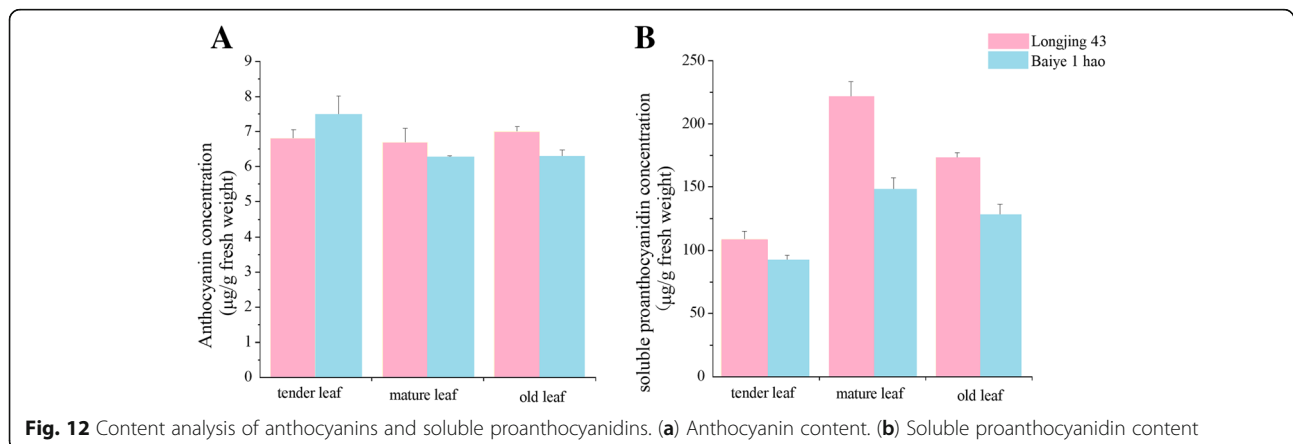 A
Anthocyanin concentration
(μg/g fresh weight)
9
8
7
6
5
4
3
2
1
0
tender leaf
mature leaf
old leaf
B
Longjing 43
Baiye 1 hao
soluble proanthocyanidin concentration
(μg/g fresh weight)
250
200
150
100
50
0
tender leaf
mature leaf
old leaf
Fig. 12 Content analysis of anthocyanins and soluble proanthocyanidins. (a) Anthocyanin content. (b) Soluble proanthocyanidin content